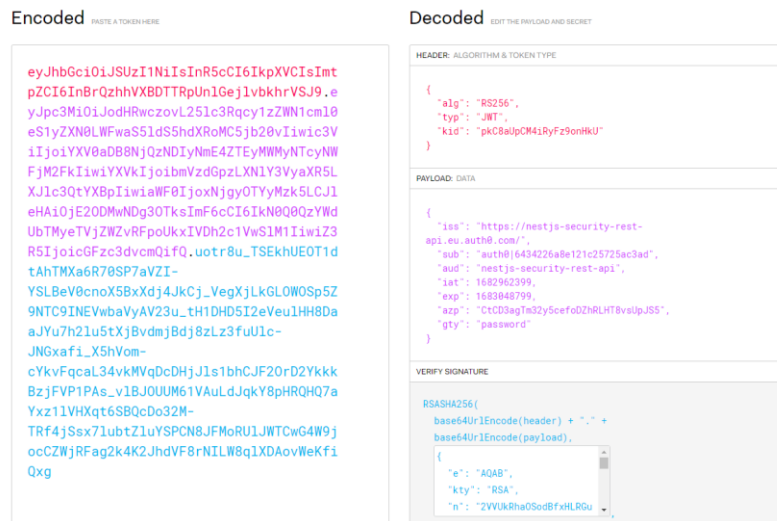 Encoded PASTE A TOKEN HERE
eyJhbGciOiJSUzI1NiIsInR5cCI6IkpXVCIsImt
pZCI6InBrQzhhVXBDTTRpUnlGejlvbkhrVSJ9.e
yJpc3MiOiJodHRwczovL25lc3Rqcy1zZWN1cml0
eS1yZXN0LWFwaS5ldS5hdXRoMC5jb20vIiwic3V
iIjoiYXV0aDB8NjQzNDIyNmE4ZTEyMWMyNTcyNW
FjM2FkIiwiYXVkIjoibmVzdGpzLXNlY3VyaXR5L
XJlc3QtYXBpIiwiaWF0IjoxNjgyOTYyMzk5LCJl
eHAiOjE2ODMwNDg3OTksImF6cCI6IkN0Q0QzYWd
UbTMyeTVjZWZvRFpoUkxIVDh2c1VwSlM1IiwiZ3
R5IjoicGFzc3dvcmQifQ.uotr8u_TSEkhUEOT1d
tAhTMXa6R70SP7aVZI-
YSLBeV0cnoX5BxXdj4JkCj_VegXjLkGLOWOSp5Z
9NTC9INEVwbaVyAV23u_tH1DHD5I2eVeulHH8Da
aJYu7h2lu5tXjBvdmjBdj8zLz3fuUlc-
JNGxafi_X5hVom-
cYkvFqcaL34vkMVqDcDHjJls1bhCJF2OrD2Ykkk
BzjFVP1PAs_vlBJOUUM61VAuLdJqkY8pHRQHQ7a
Yxz1lVHXqt6SBQcDo32M-
TRf4jSsx7lubtZluYSPCN8JFMoRUlJWTCwG4W9j
ocCZWjRFag2k4K2JhdVF8rNILW8qlXDAovWeKfi
Qxg
Decoded EDIT THE PAYLOAD AND SECRET
HEADER: ALGORITHM & TOKEN TYPE
{
"alg": "RS256",
"typ": "JWT",
"kid": "pkC8aUpCM4iRyFz9onHkU"
}
PAYLOAD: DATA
{
"iss": "https://nestjs-security-rest-
api.eu.auth0.com/",
"sub": "auth0|6434226a8e121c25725ac3ad",
"aud": "nestjs-security-rest-api",
"iat": 1682962399,
"exp": 1683048799,
"azp": "CtCD3agTm32y5cefoDZhRLHT8vsUpJS5",
"gty": "password"
}
VERIFY SIGNATURE
RSASHA256(
base64UrlEncode(header) + "." +
base64UrlEncode(payload),
{
"e": "AQAB",
"kty": "RSA",
"n": "2VVUkRhaOSodBfxHLRGu
,